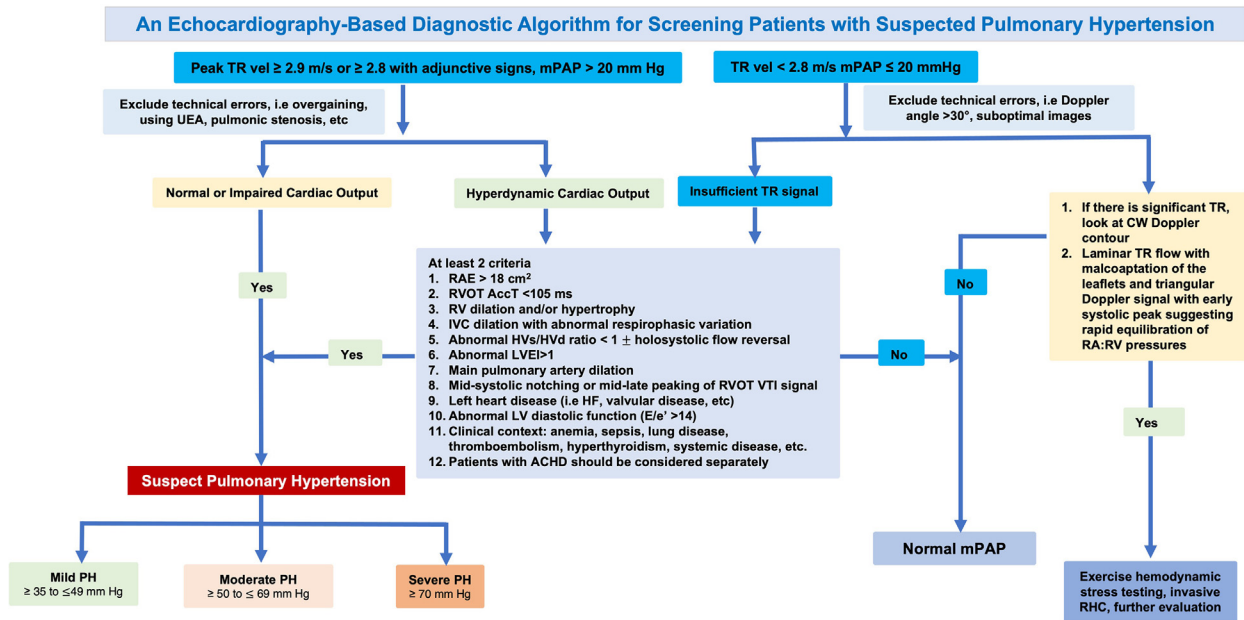 An Echocardiography-Based Diagnostic Algorithm for Screening Patients with Suspected Pulmonary Hypertension
Peak TR vel ≥ 2.9 m/s or ≥ 2.8 with adjunctive signs, mPAP > 20 mm Hg
TR vel < 2.8 m/s mPAP ≤ 20 mmHg
Exclude technical errors, i.e overgaining,
using UEA, pulmonic stenosis, etc
Exclude technical errors, i.e Doppler
angle >30°, suboptimal images
Normal or Impaired Cardiac Output
Hyperdynamic Cardiac Output
Insufficient TR signal
1. If there is significant TR,
look at CW Doppler
contour
2. Laminar TR flow with
malcoaptation of the
leaflets and triangular
Doppler signal with early
systolic peak suggesting
rapid equilibration of
RA:RV pressures
Yes
No
At least 2 criteria
1. RAE > 18 cm²
2. RVOT AccT <105 ms
3. RV dilation and/or hypertrophy
4. IVC dilation with abnormal respirophasic variation
5. Abnormal HVs/HVd ratio < 1 ± holosystolic flow reversal
6. Abnormal LVEI>1
7. Main pulmonary artery dilation
8. Mid-systolic notching or mid-late peaking of RVOT VTI signal
9. Left heart disease (i.e HF, valvular disease, etc)
10. Abnormal LV diastolic function (E/e' >14)
11. Clinical context: anemia, sepsis, lung disease,
thromboembolism, hyperthyroidism, systemic disease, etc.
12. Patients with ACHD should be considered separately
Yes
No
Yes
Suspect Pulmonary Hypertension
Normal mPAP
Mild PH
≥ 35 to ≤49 mm Hg
Moderate PH
≥ 50 to ≤ 69 mm Hg
Severe PH
≥ 70 mm Hg
Exercise hemodynamic
stress testing, invasive
RHC, further evaluation